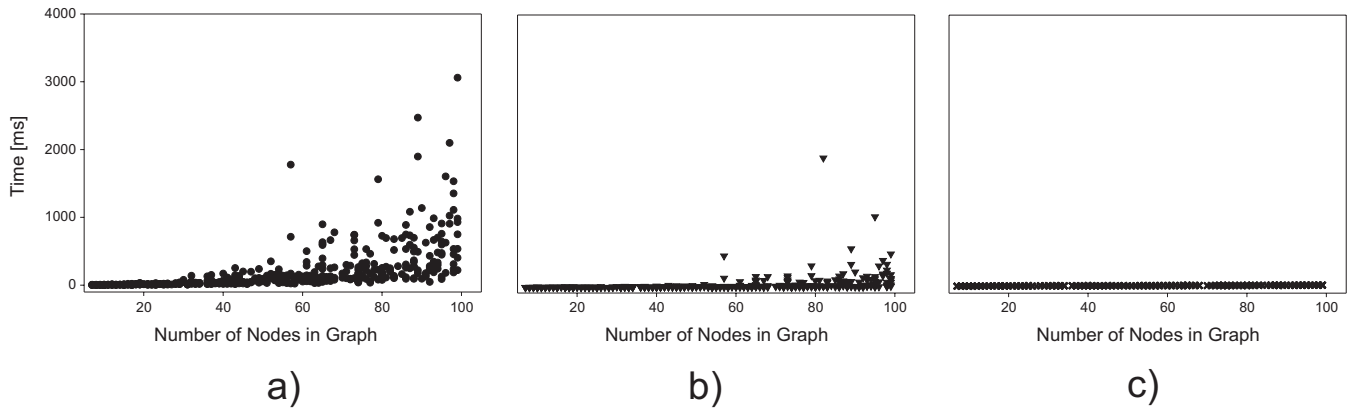 4000
3000
2000
1000
0
Time [ms]
20 40 60 80 100
Number of Nodes in Graph
a)
20 40 60 80 100
Number of Nodes in Graph
b)
20 40 60 80 100
Number of Nodes in Graph
c)